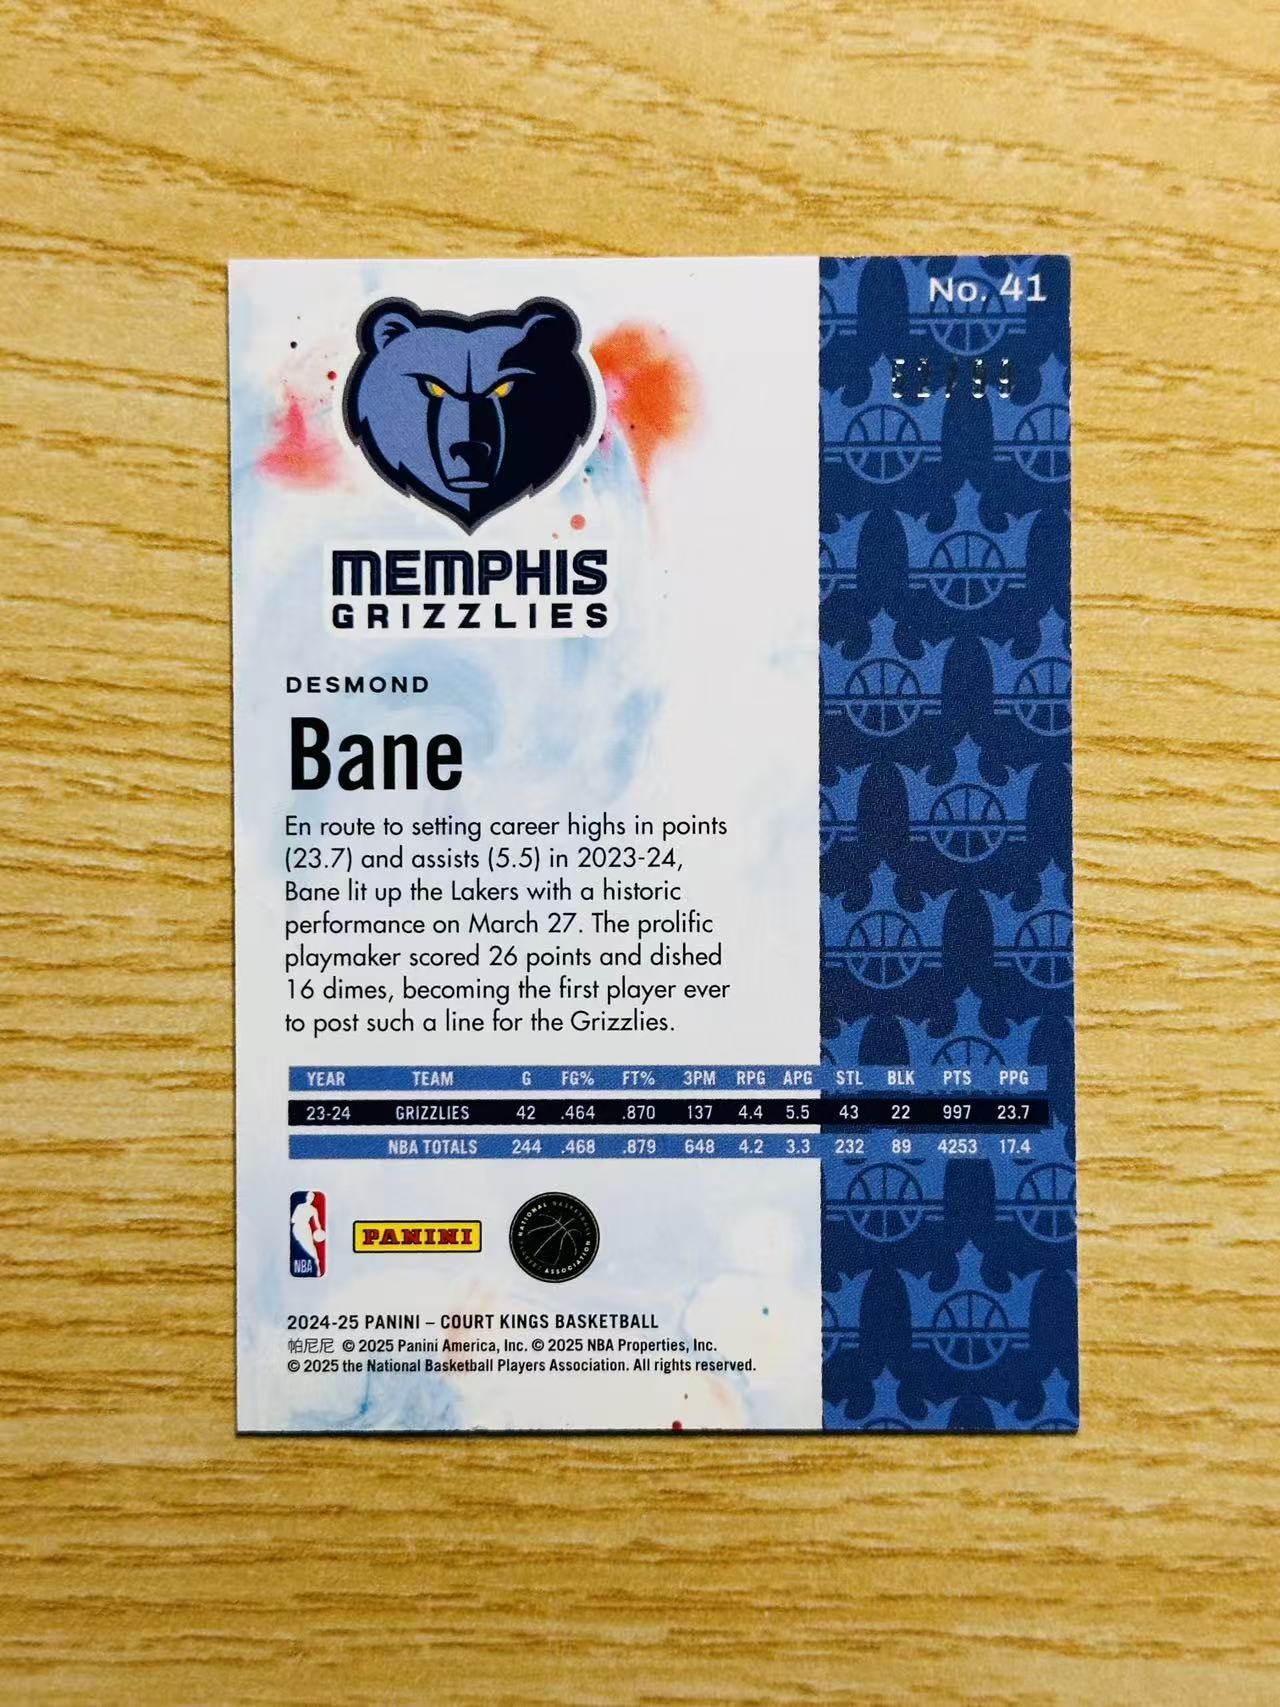 No. 41
MEMPHIS
GRIZZLIES
DESMOND
Bane
En route to setting career highs in points
(23.7) and assists (5.5) in 2023-24,
Bane lit up the Lakers with a historic
performance on March 27. The prolific
playmaker scored 26 points and dished
16 dimes, becoming the first player ever
to post such a line for the Grizzlies.
YEAR TEAM G FG% FT% 3PM RPG APG STL BLK PTS PPG
23-24 GRIZZLIES 42 .464 .870 137 4.4 5.5 43 22 997 23.7
NBA TOTALS 244 .468 .879 648 4.2 3.3 232 89 4253 17.4
NBA
PANINI
NATIONAL BASKETBALL PLAYERS ASSOCIATION
2024-25 PANINI – COURT KINGS BASKETBALL
帕尼尼 © 2025 Panini America, Inc. © 2025 NBA Properties, Inc.
© 2025 the National Basketball Players Association. All rights reserved.